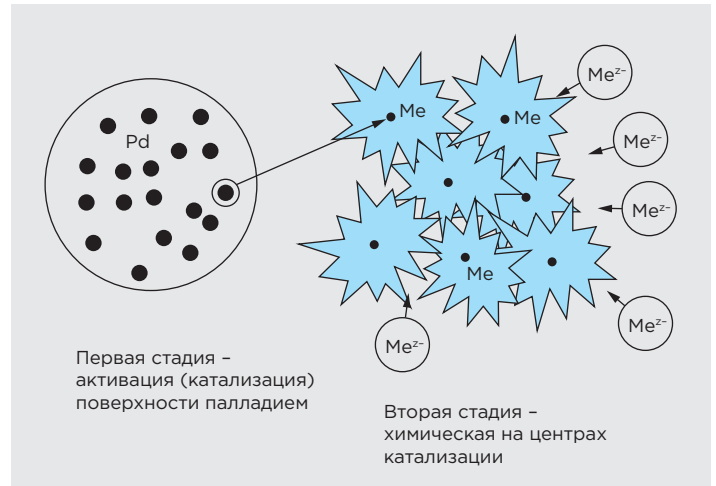 Pd
Me
Me
Me
Me^z–
Me^z–
Me^z–
Me^z–
Me^z–
Первая стадия –
активация (катализация)
поверхности палладием
Вторая стадия –
химическая на центрах
катализации